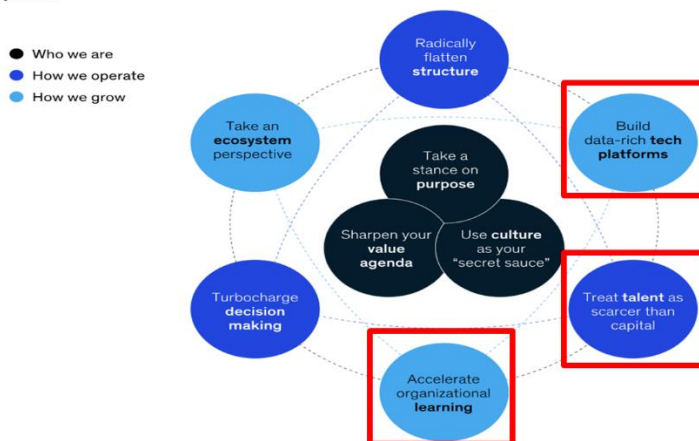 Who we are
How we operate
How we grow
Radically
flatten
structure
Take an
ecosystem
perspective
Build
data-rich tech
platforms
Take a
stance on
purpose
Sharpen your
value
agenda
Use culture
as your
"secret sauce"
Turbocharge
decision
making
Treat talent as
scarcer than
capital
Accelerate
organizational
learning